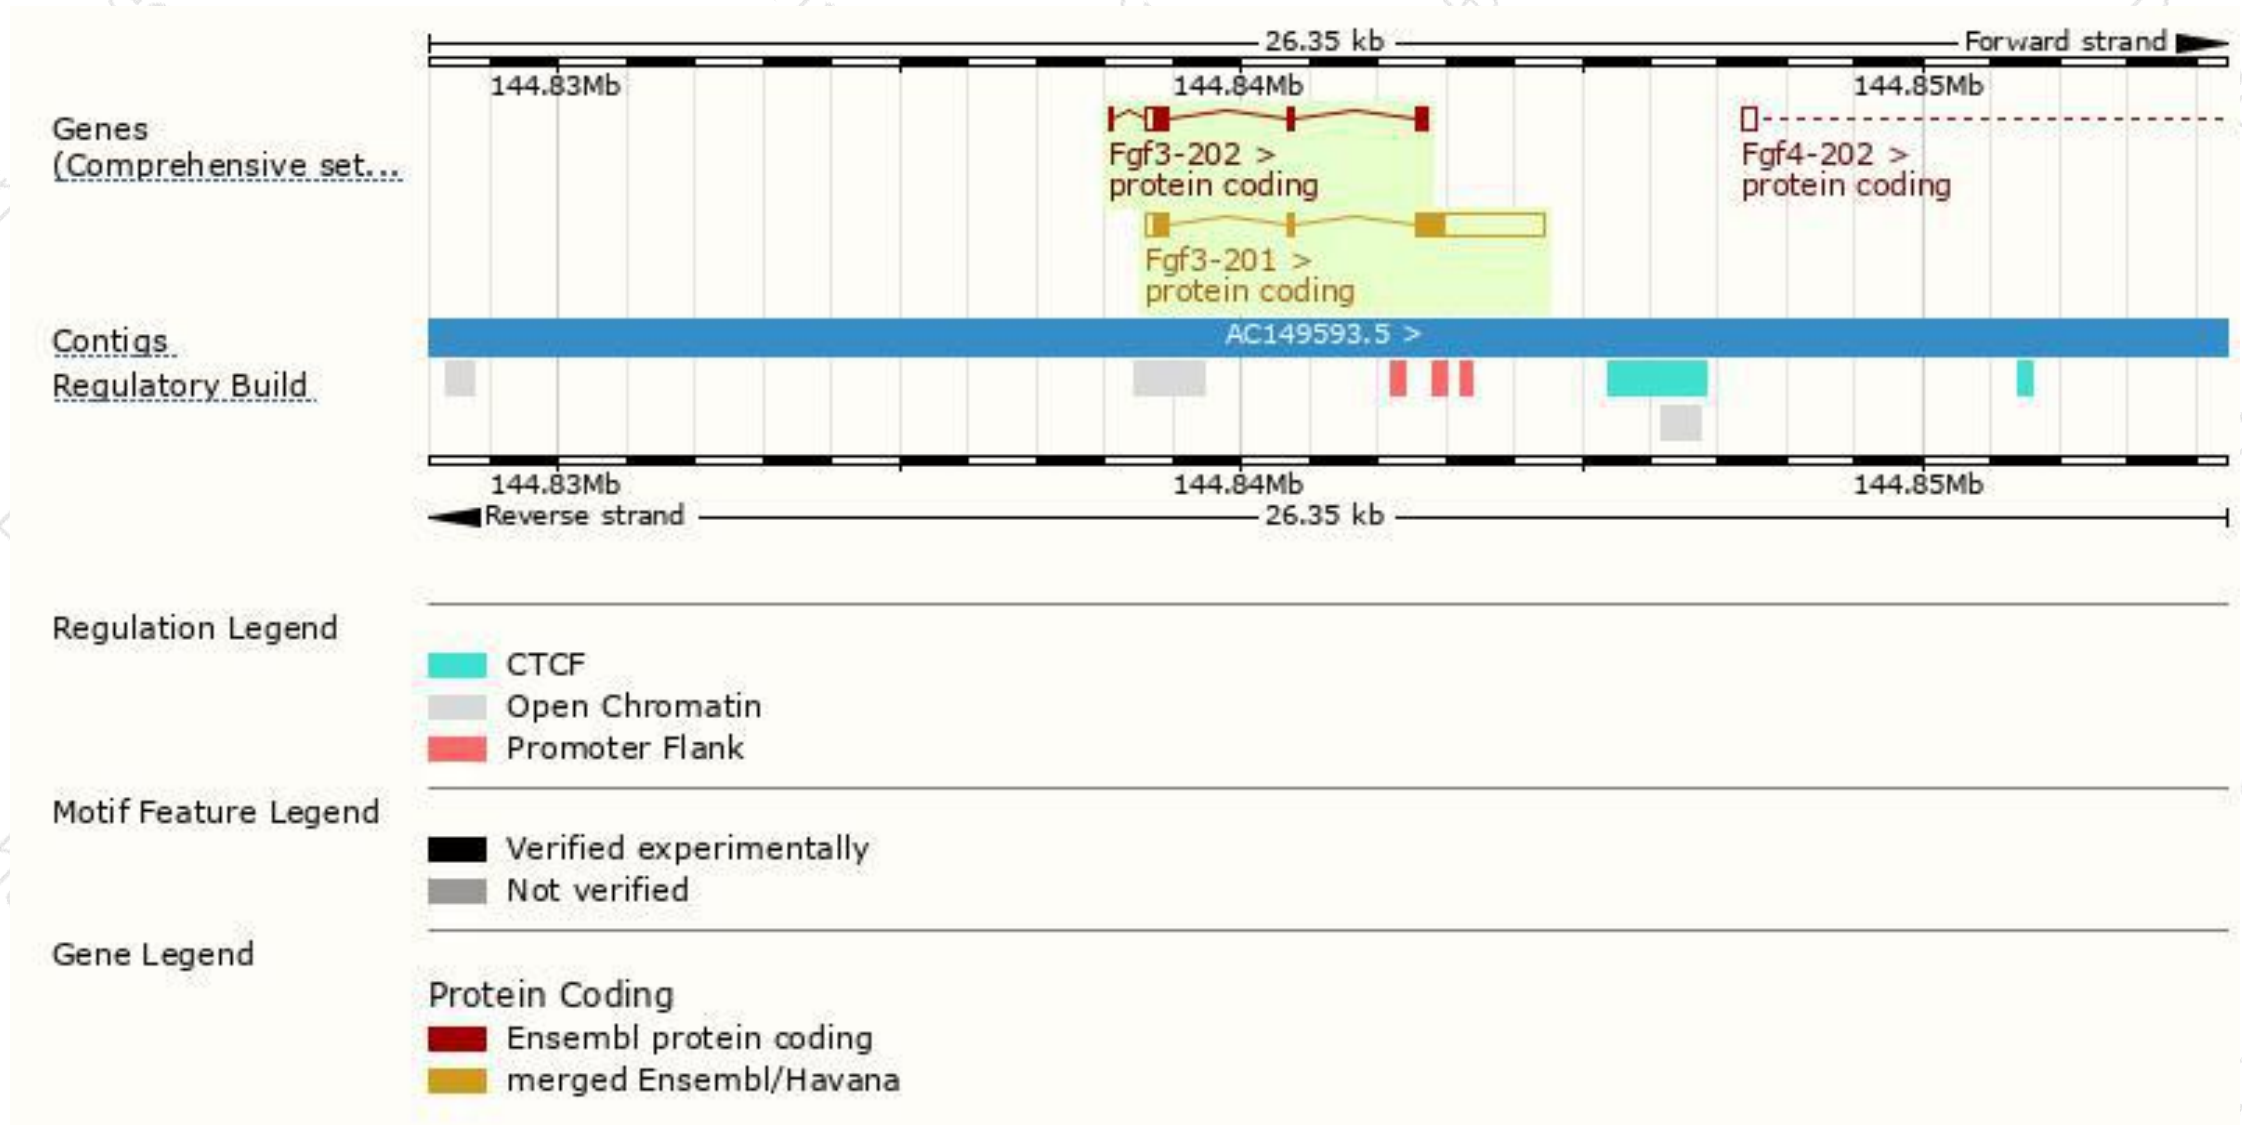 26.35 kb Forward strand
144.83Mb 144.84Mb 144.85Mb
Genes
(Comprehensive set...
Fgf3-202 >
protein coding
Fgf4-202 >
protein coding
Fgf3-201 >
protein coding
Contigs
AC149593.5 >
Regulatory Build
144.83Mb 144.84Mb 144.85Mb
Reverse strand 26.35 kb
Regulation Legend
CTCF
Open Chromatin
Promoter Flank
Motif Feature Legend
Verified experimentally
Not verified
Gene Legend
Protein Coding
Ensembl protein coding
merged Ensembl/Havana